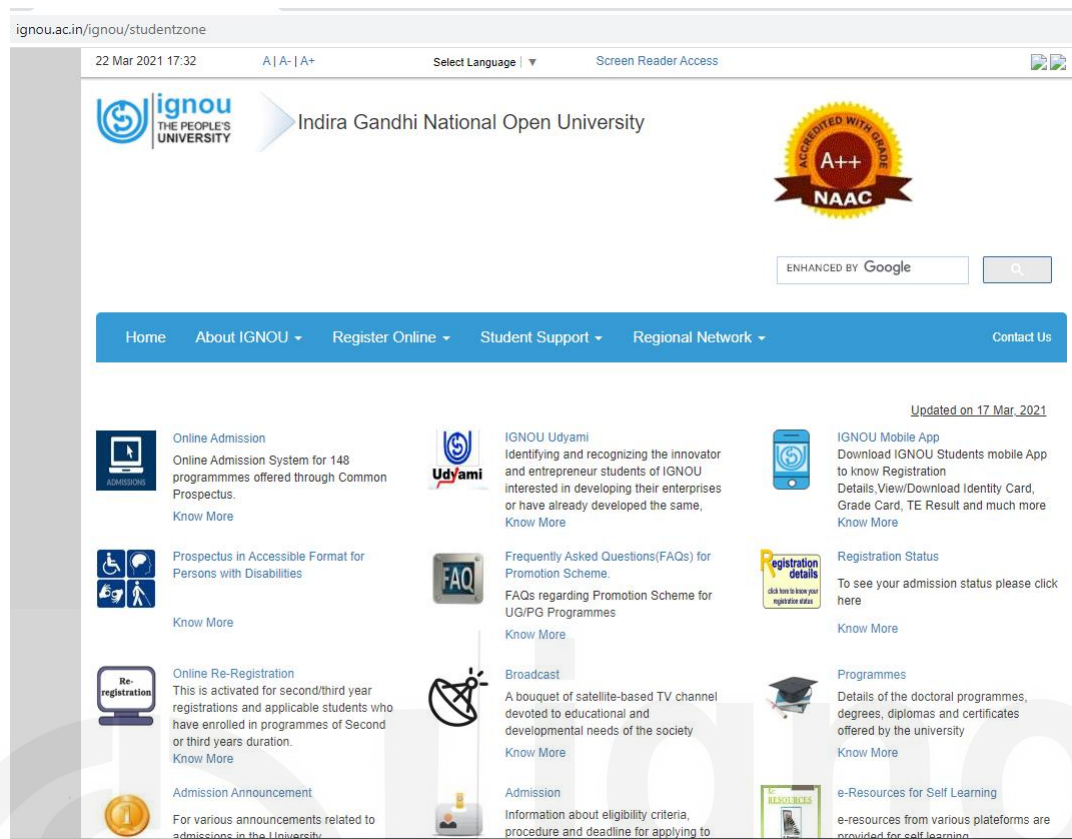 ignou.ac.in/ignou/studentzone
22 Mar 2021 17:32 A | A- | A+ Select Language | ▼ Screen Reader Access
ignou
THE PEOPLE'S
UNIVERSITY
Indira Gandhi National Open University
ACCREDITED WITH GRADE
A++
NAAC
ENHANCED BY Google
Home About IGNOU Register Online Student Support Regional Network Contact Us
Updated on 17 Mar, 2021
ADMISSIONS
Online Admission
Online Admission System for 148
programmmes offered through Common
Prospectus.
Know More
Udyami
IGNOU Udyami
Identifying and recognizing the innovator
and entrepreneur students of IGNOU
interested in developing their enterprises
or have already developed the same,
Know More
IGNOU Mobile App
Download IGNOU Students mobile App
to know Registration
Details,View/Download Identity Card,
Grade Card, TE Result and much more
Know More
Prospectus in Accessible Format for
Persons with Disabilities
Know More
FAQ
Frequently Asked Questions(FAQs) for
Promotion Scheme.
FAQs regarding Promotion Scheme for
UG/PG Programmes
Know More
Registration
details
click here to know your
registration status
Registration Status
To see your admission status please click
here
Know More
Re-
registration
Online Re-Registration
This is activated for second/third year
registrations and applicable students who
have enrolled in programmes of Second
or third years duration.
Know More
Broadcast
A bouquet of satellite-based TV channel
devoted to educational and
developmental needs of the society
Know More
Programmes
Details of the doctoral programmes,
degrees, diplomas and certificates
offered by the university
Know More
1
Admission Announcement
For various announcements related to
admissions in the University
Admission
Information about eligibility criteria,
procedure and deadline for applying to
RESOURCES
e-Resources for Self Learning
e-resources from various plateforms are
provided for self learning